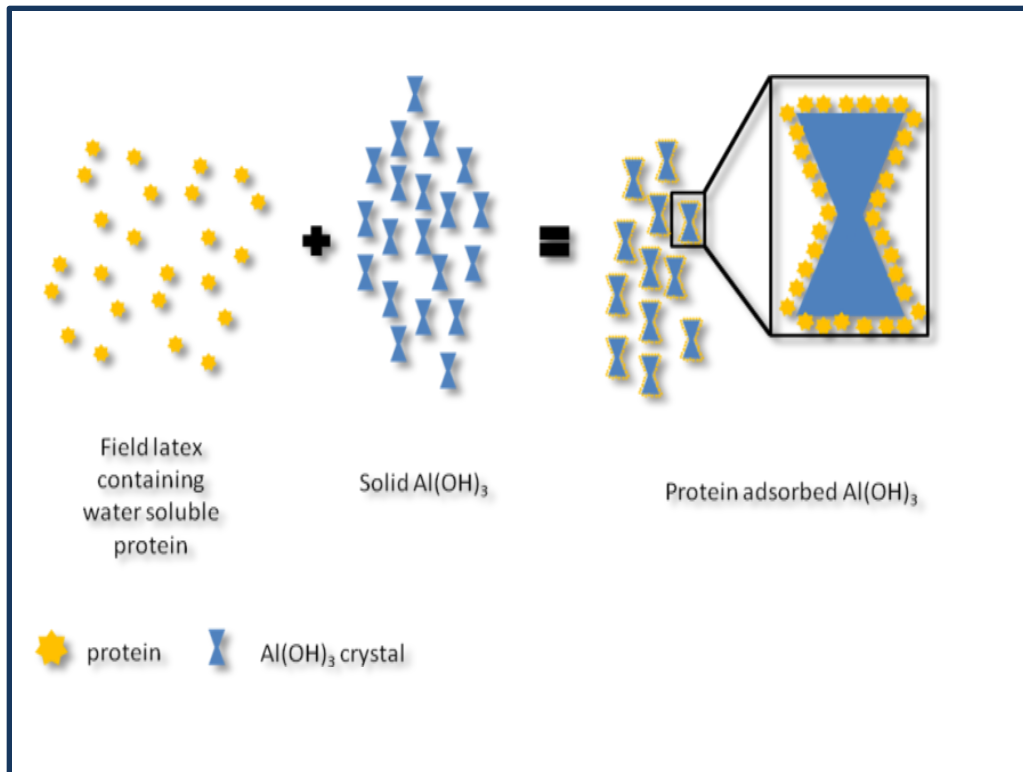 Field latex
containing
water soluble
protein
Solid Al(OH)₃
Protein adsorbed Al(OH)₃
protein
Al(OH)₃ crystal